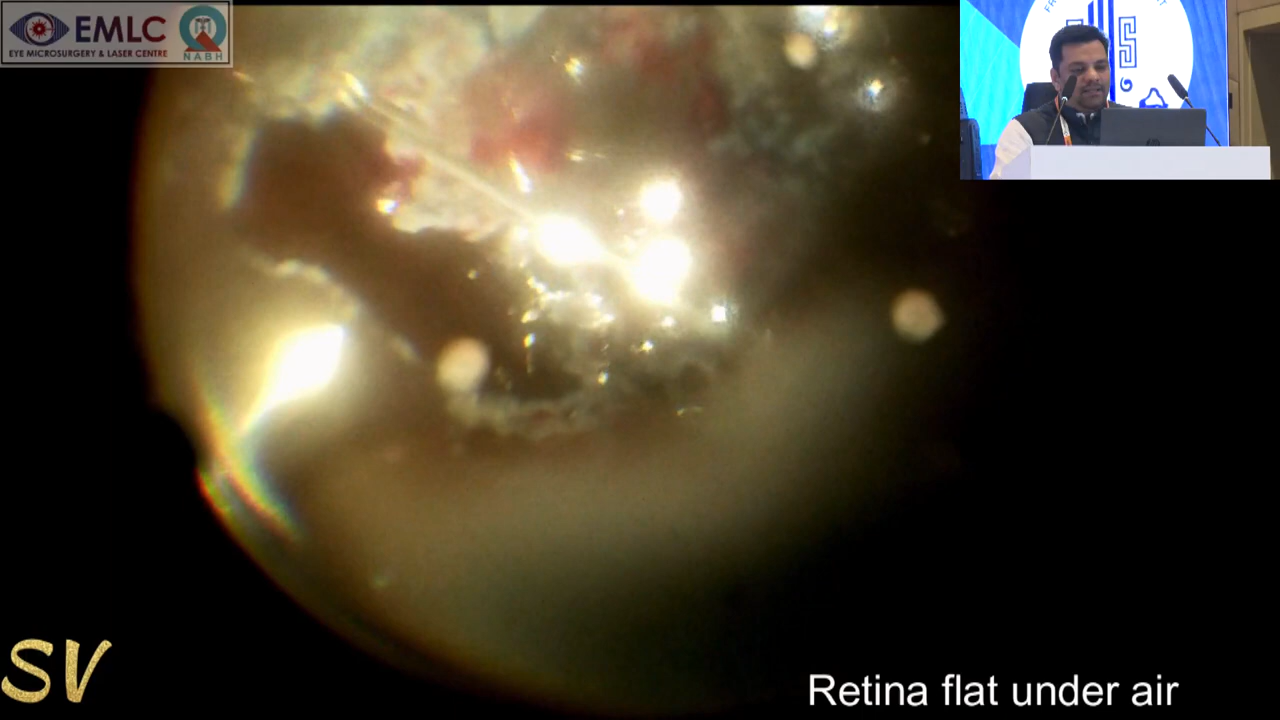 EMLC
EYE MICROSURGERY & LASER CENTRE
NABH
SV
Retina flat under air